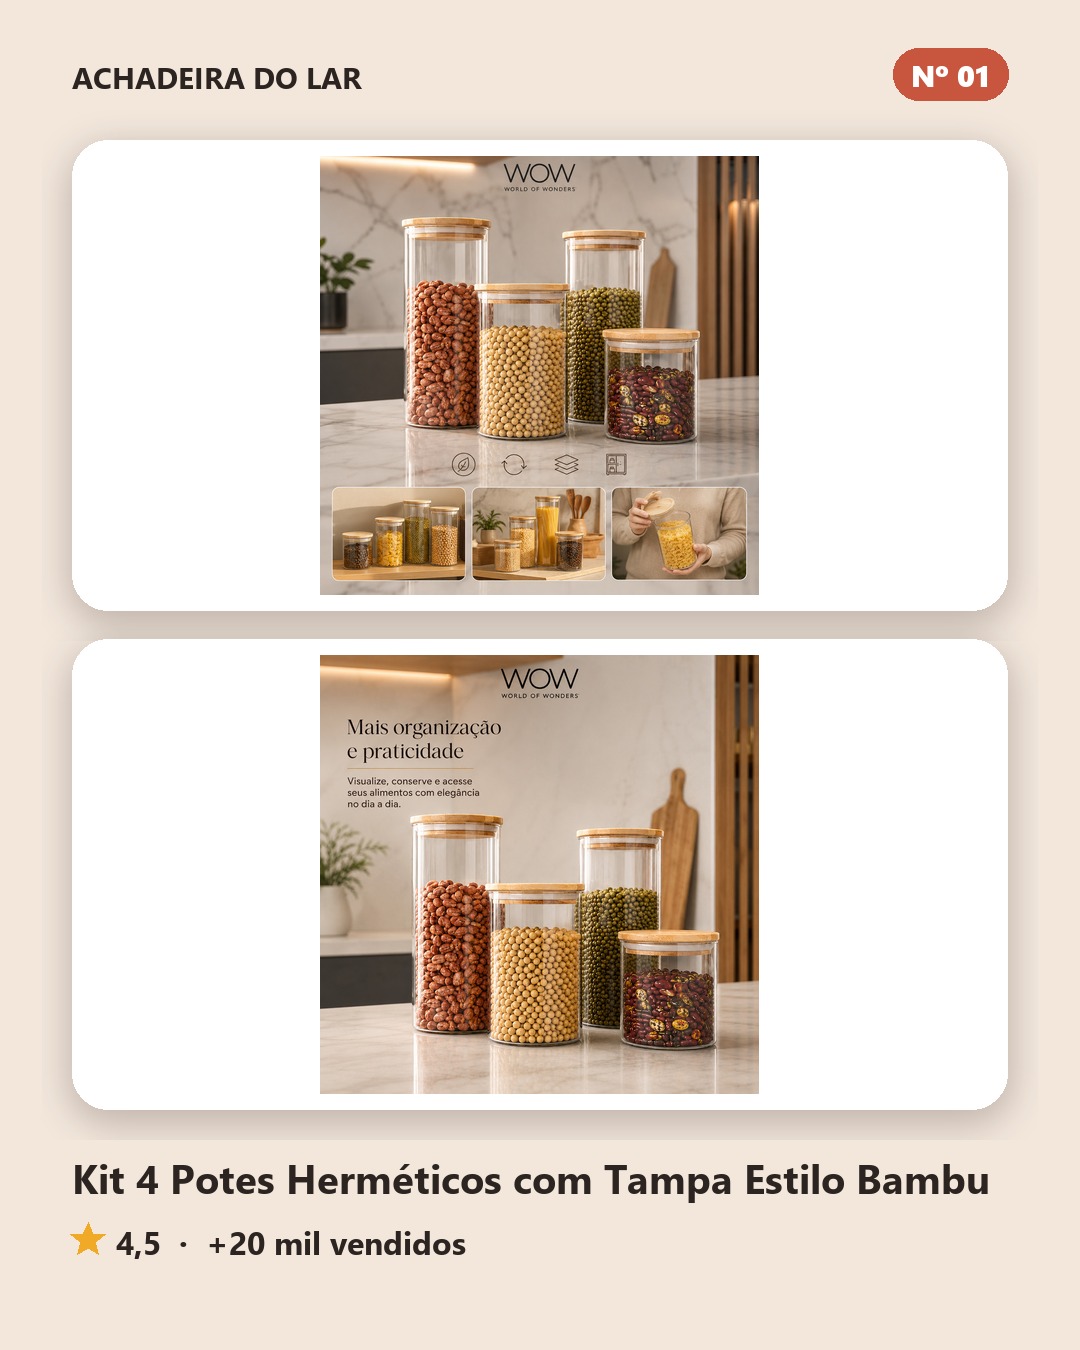 ACHADEIRA DO LAR
Nº 01
WOW
WORLD OF WONDERS
WOW
WORLD OF WONDERS
Mais organização
e praticidade
Visualize, conserve e acesse
seus alimentos com elegância
no dia a dia.
Kit 4 Potes Herméticos com Tampa Estilo Bambu
4,5 · +20 mil vendidos